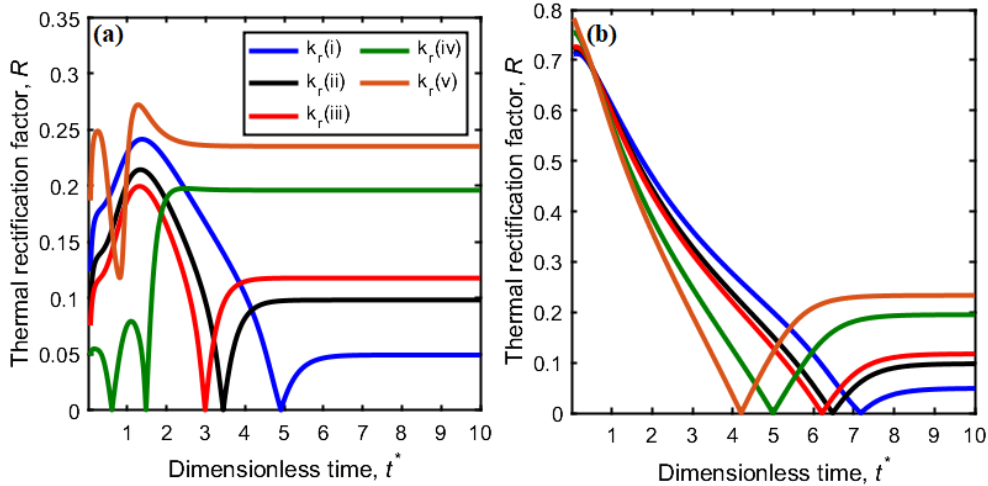 (a)
k_r(i) k_r(iv)
k_r(ii) k_r(v)
k_r(iii)
Thermal rectification factor, R
0.35
0.3
0.25
0.2
0.15
0.1
0.05
0
1 2 3 4 5 6 7 8 9 10
Dimensionless time, t*
(b)
Thermal rectification factor, R
0.8
0.7
0.6
0.5
0.4
0.3
0.2
0.1
0
1 2 3 4 5 6 7 8 9 10
Dimensionless time, t*